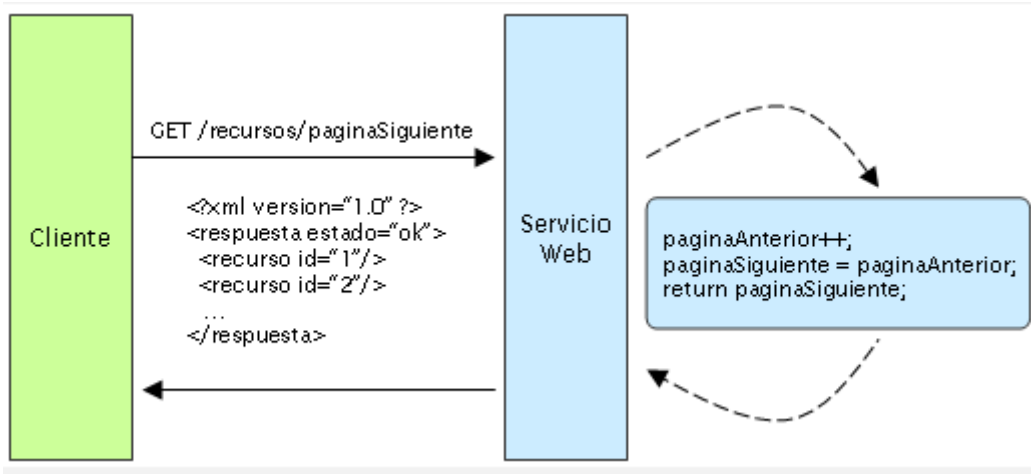 GET /recursos/paginaSiguiente
<?xml version="1.0" ?>
<respuesta estado="ok">
<recurso id="1"/>
<recurso id="2"/>
...
</respuesta>
Cliente
Servicio
Web
paginaAnterior++;
paginaSiguiente = paginaAnterior;
return paginaSiguiente;